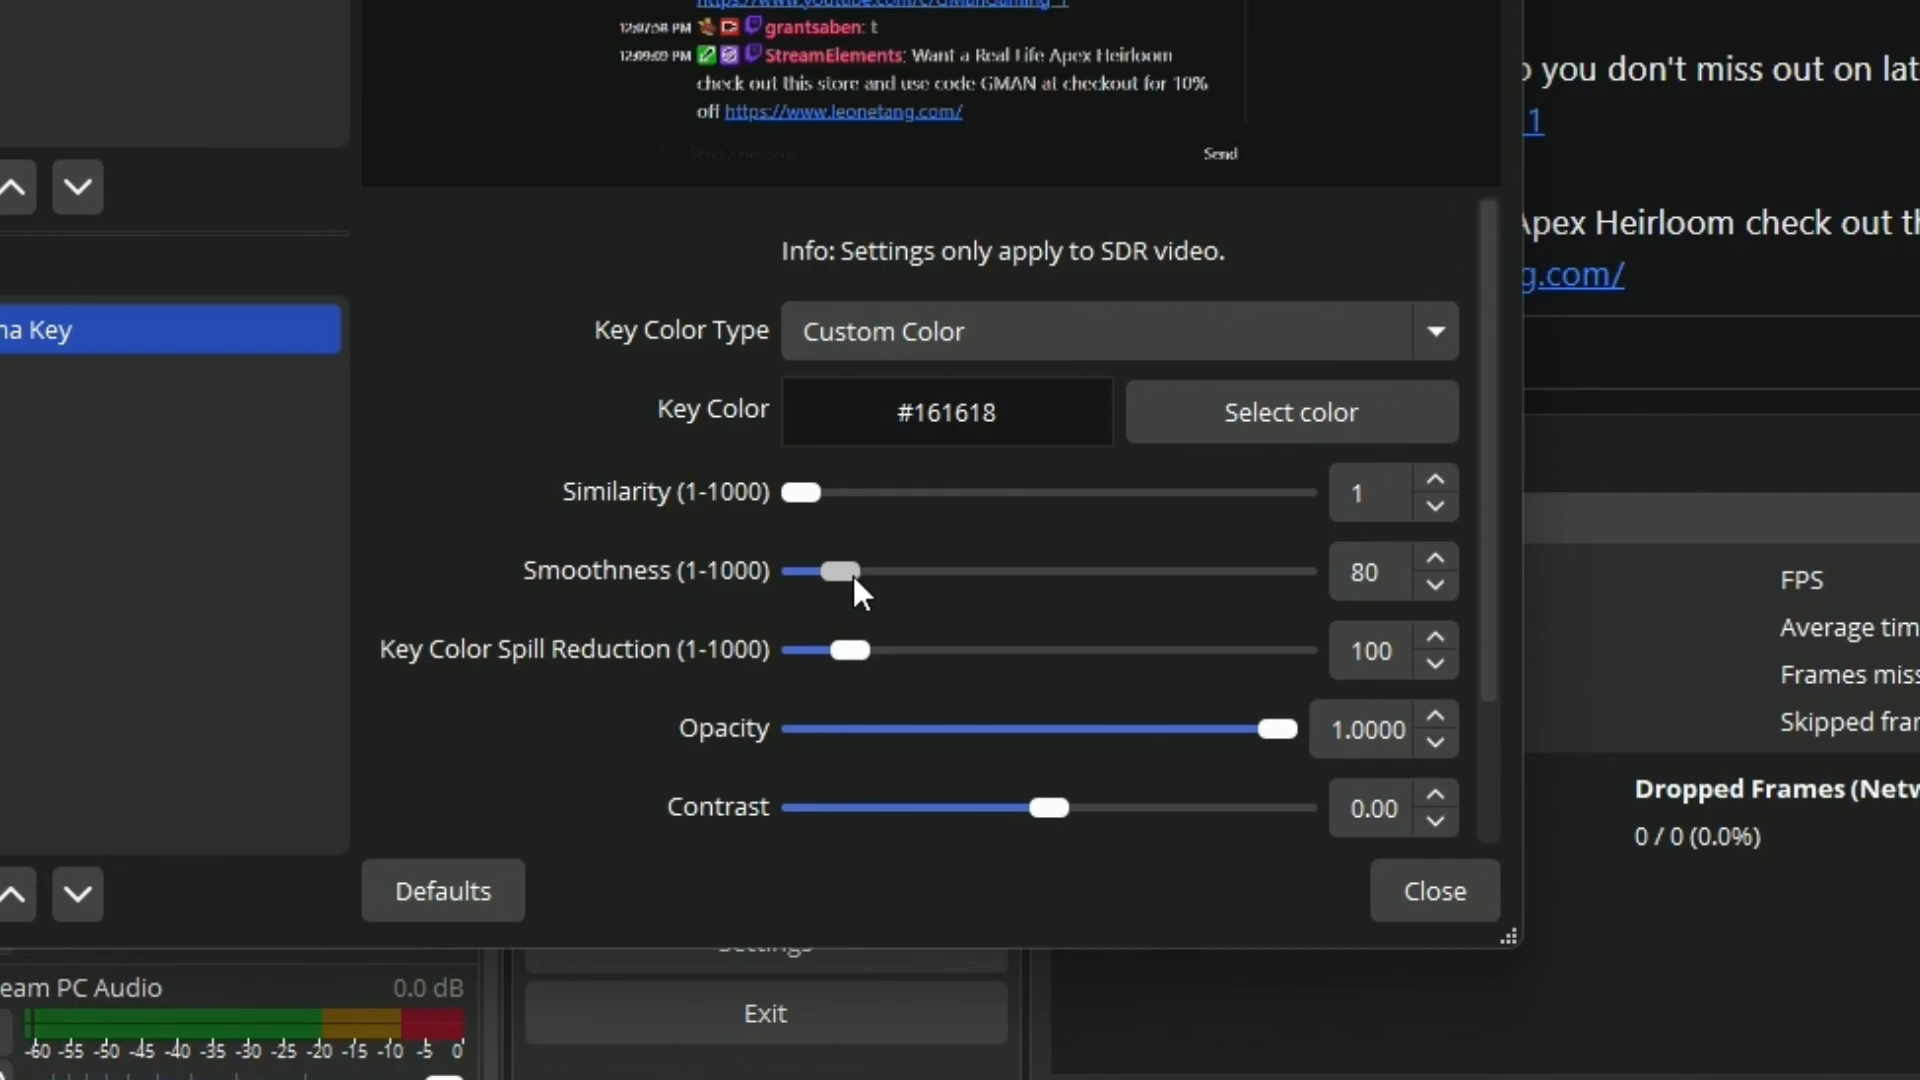 12:07:58 PM grantsaben: t
12:09:09 PM StreamElements: Want a Real Life Apex Heirloom
check out this store and use code GMAN at checkout for 10%
off https://www.leonetang.com/
Send a message
Send
o you don't miss out on lat
1
Apex Heirloom check out th
g.com/
Info: Settings only apply to SDR video.
Key Color Type Custom Color
ma Key
Key Color #161618 Select color
Similarity (1-1000) 1
Smoothness (1-1000) 80
Key Color Spill Reduction (1-1000) 100
Opacity 1.0000
Contrast 0.00
Defaults Close
FPS
Average tim
Frames miss
Skipped fran
Dropped Frames (Netw
0 / 0 (0.0%)
Settings
Exit
eam PC Audio 0.0 dB
-60 -55 -50 -45 -40 -35 -30 -25 -20 -15 -10 -5 0